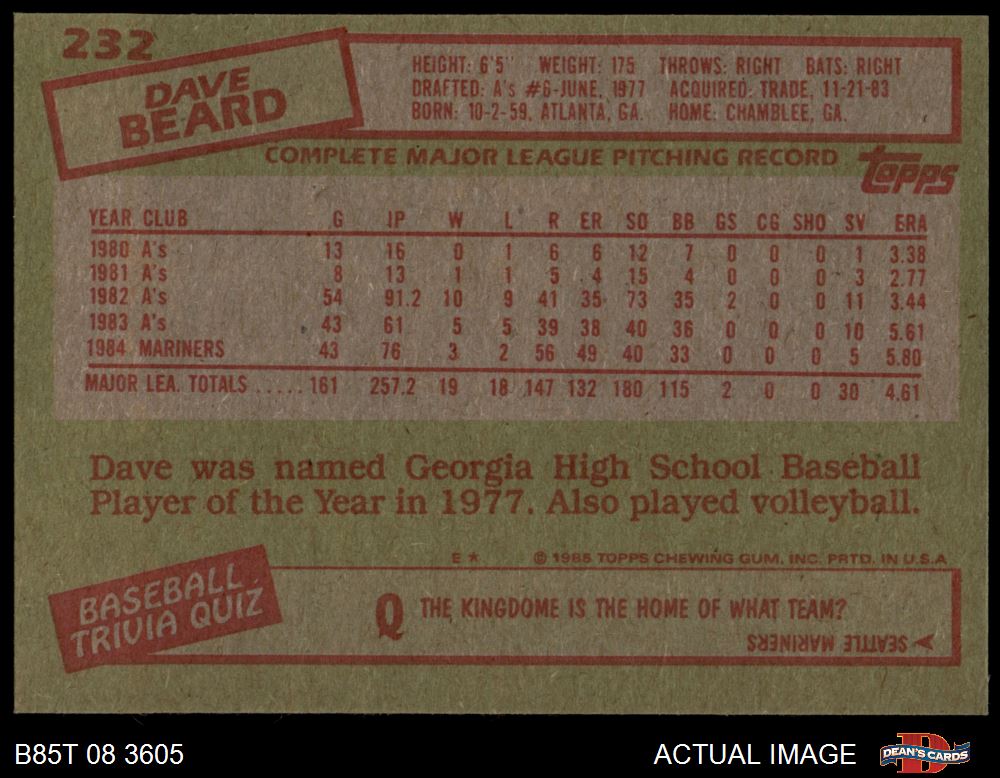 232
DAVE
BEARD
HEIGHT: 6'5" WEIGHT: 175 THROWS: RIGHT BATS: RIGHT
DRAFTED: A's #6-JUNE, 1977 ACQUIRED: TRADE, 11-21-83
BORN: 10-2-59, ATLANTA, GA. HOME: CHAMBLEE, GA.
COMPLETE MAJOR LEAGUE PITCHING RECORD
topps
YEAR CLUB G IP W L R ER SO BB GS CG SHO SV ERA
1980 A's 13 16 0 1 6 6 12 7 0 0 0 1 3.38
1981 A's 8 13 1 1 5 4 15 4 0 0 0 3 2.77
1982 A's 54 91.2 10 9 41 35 73 35 2 0 0 11 3.44
1983 A's 43 61 5 5 39 38 40 36 0 0 0 10 5.61
1984 MARINERS 43 76 3 2 56 49 40 33 0 0 0 5 5.80
MAJOR LEA. TOTALS ..... 161 257.2 19 18 147 132 180 115 2 0 0 30 4.61
Dave was named Georgia High School Baseball
Player of the Year in 1977. Also played volleyball.
E * © 1985 TOPPS CHEWING GUM, INC. PRTD. IN U.S.A.
BASEBALL
TRIVIA QUIZ
Q THE KINGDOME IS THE HOME OF WHAT TEAM?
SEATTLE MARINERS
B85T 08 3605
ACTUAL IMAGE
D
DEAN'S CARDS